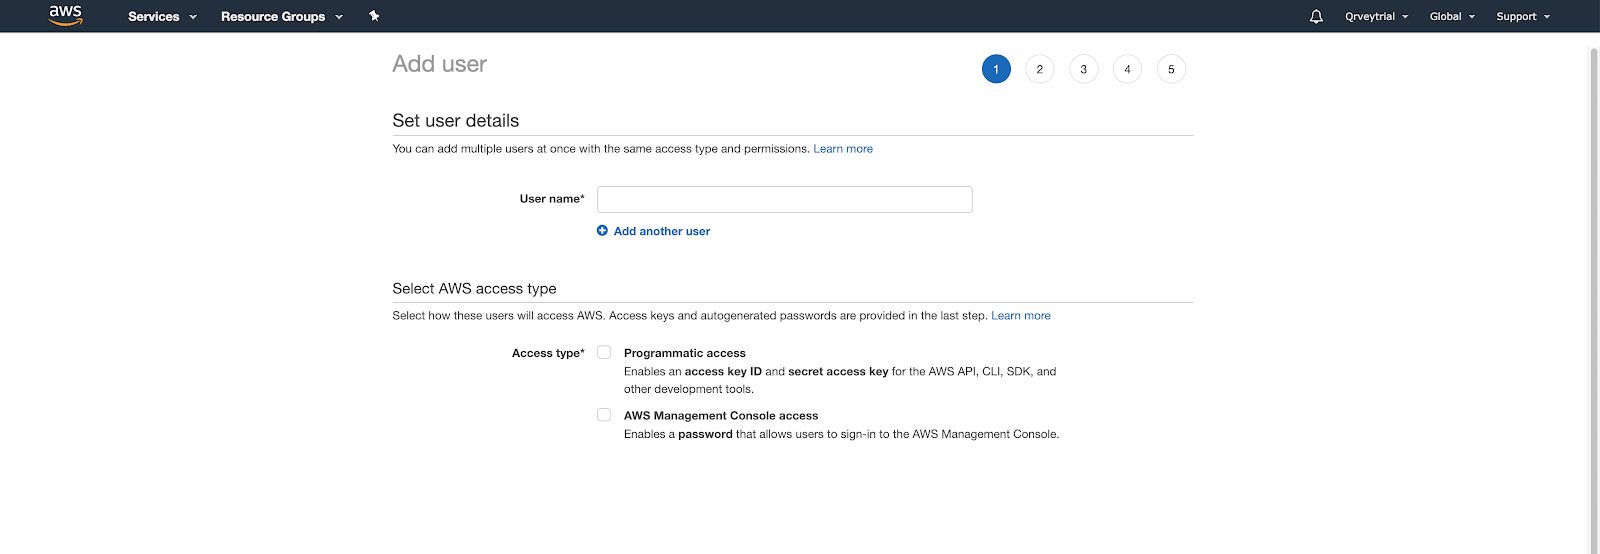 aws Services Resource Groups Qrveytrial Global Support
Add user 1 2 3 4 5
Set user details
You can add multiple users at once with the same access type and permissions. Learn more
User name*
Add another user
Select AWS access type
Select how these users will access AWS. Access keys and autogenerated passwords are provided in the last step. Learn more
Access type* Programmatic access
Enables an access key ID and secret access key for the AWS API, CLI, SDK, and
other development tools.
AWS Management Console access
Enables a password that allows users to sign-in to the AWS Management Console.